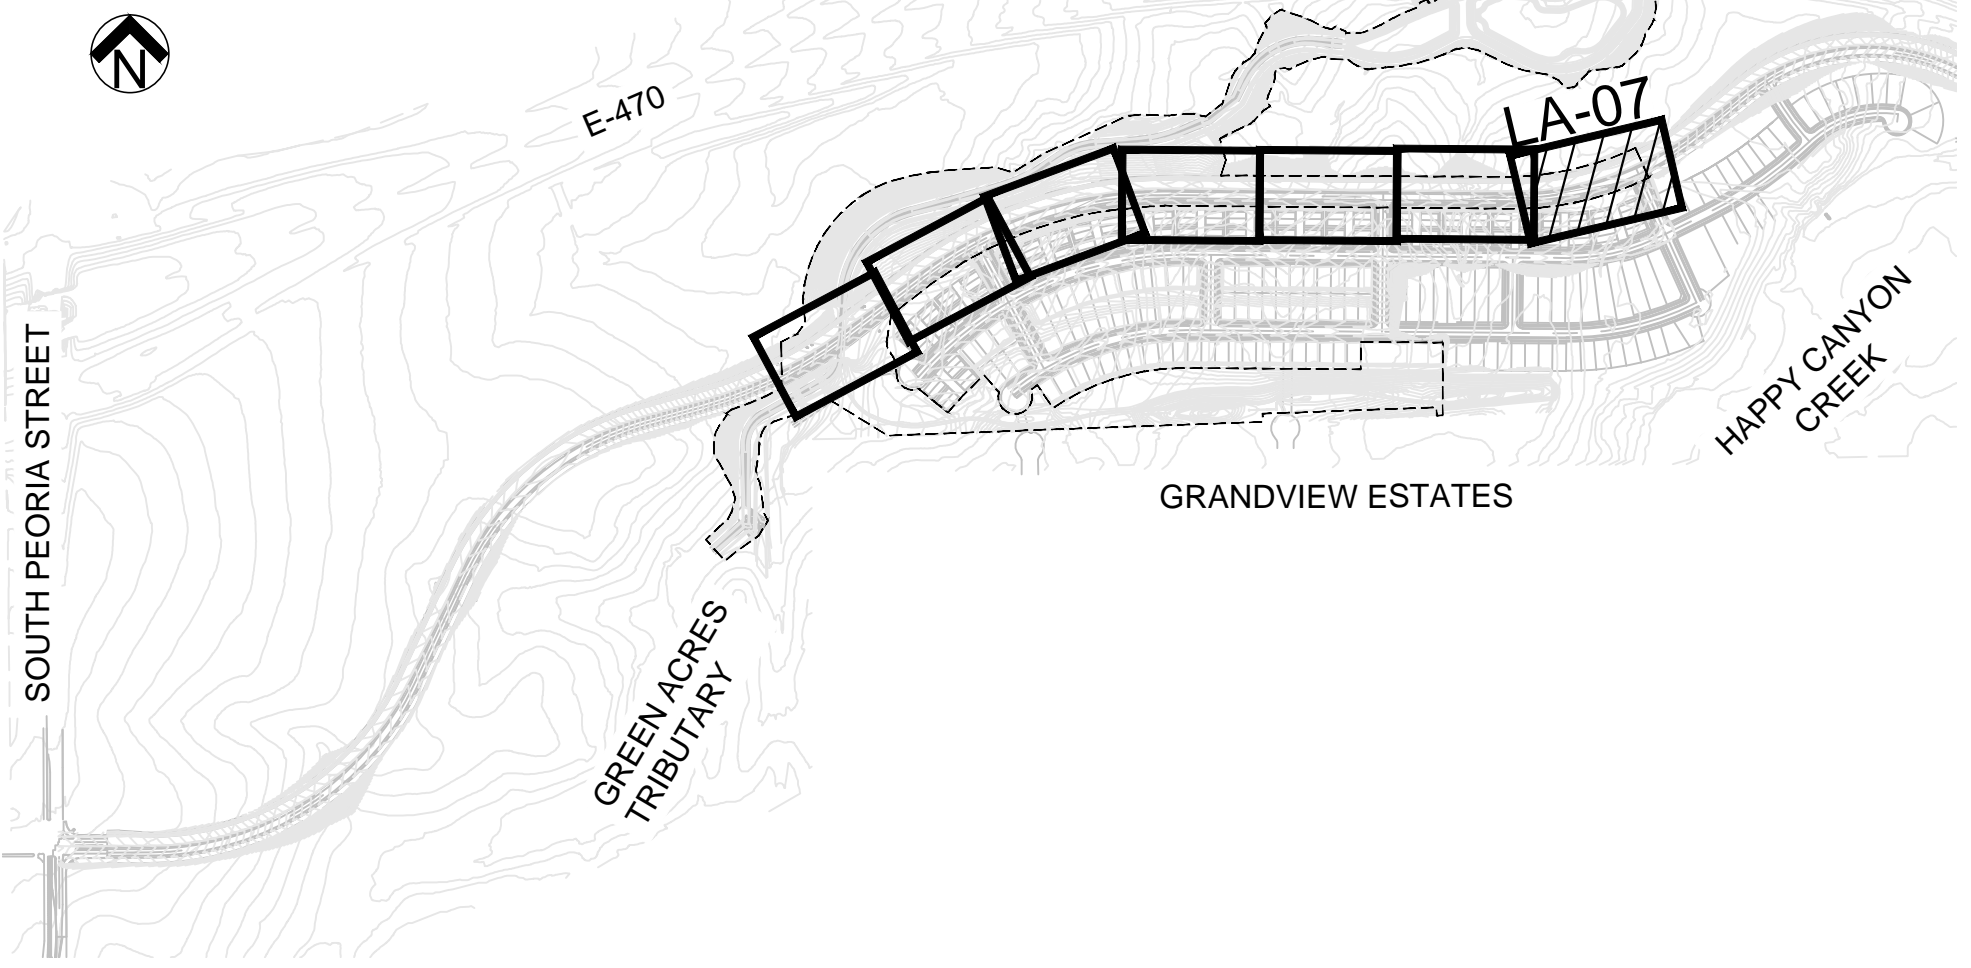 N
E-470
LA-07
SOUTH PEORIA STREET
HAPPY CANYON
CREEK
GRANDVIEW ESTATES
GREEN ACRES
TRIBUTARY